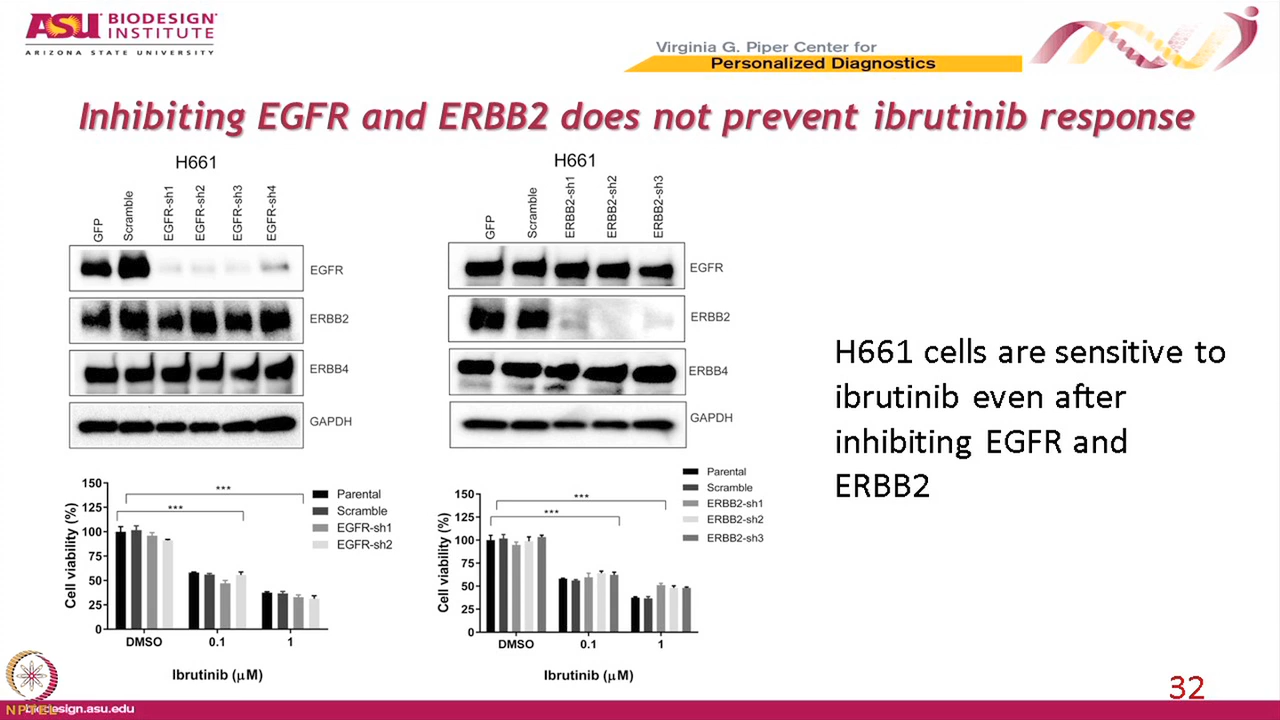 ASU BIODESIGN
INSTITUTE
ARIZONA STATE UNIVERSITY
Virginia G. Piper Center for
Personalized Diagnostics
Inhibiting EGFR and ERBB2 does not prevent ibrutinib response
H661
GFP
Scramble
EGFR-sh1
EGFR-sh2
EGFR-sh3
EGFR-sh4
EGFR
ERBB2
ERBB4
GAPDH
H661
GFP
Scramble
ERBB2-sh1
ERBB2-sh2
ERBB2-sh3
EGFR
ERBB2
ERBB4
GAPDH
H661 cells are sensitive to
ibrutinib even after
inhibiting EGFR and
ERBB2
Cell viability (%)
150
125
100
75
50
25
0
***
***
Parental
Scramble
EGFR-sh1
EGFR-sh2
DMSO 0.1 1
Ibrutinib (μM)
Cell viability (%)
150
125
100
75
50
25
0
***
***
Parental
Scramble
ERBB2-sh1
ERBB2-sh2
ERBB2-sh3
DMSO 0.1 1
Ibrutinib (μM)
32
NPTEL
biodesign.asu.edu